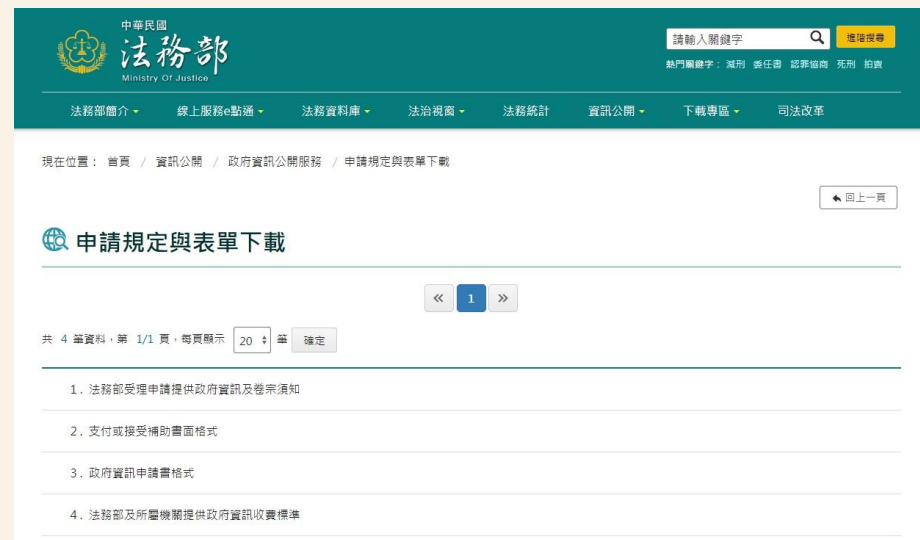 中華民國
法務部
Ministry Of Justice
請輸入關鍵字
進階搜尋
熱門關鍵字： 減刑 委任書 認罪協商 死刑 拍賣
法務部簡介 線上服務e點通 法務資料庫 法治視窗 法務統計 資訊公開 下載專區 司法改革
現在位置： 首頁 / 資訊公開 / 政府資訊公開服務 / 申請規定與表單下載
回上一頁
申請規定與表單下載
« 1 »
共 4 筆資料，第 1/1 頁，每頁顯示 20 筆 確定
1. 法務部受理申請提供政府資訊及卷宗須知
2. 支付或接受補助書面格式
3. 政府資訊申請書格式
4. 法務部及所屬機關提供政府資訊收費標準